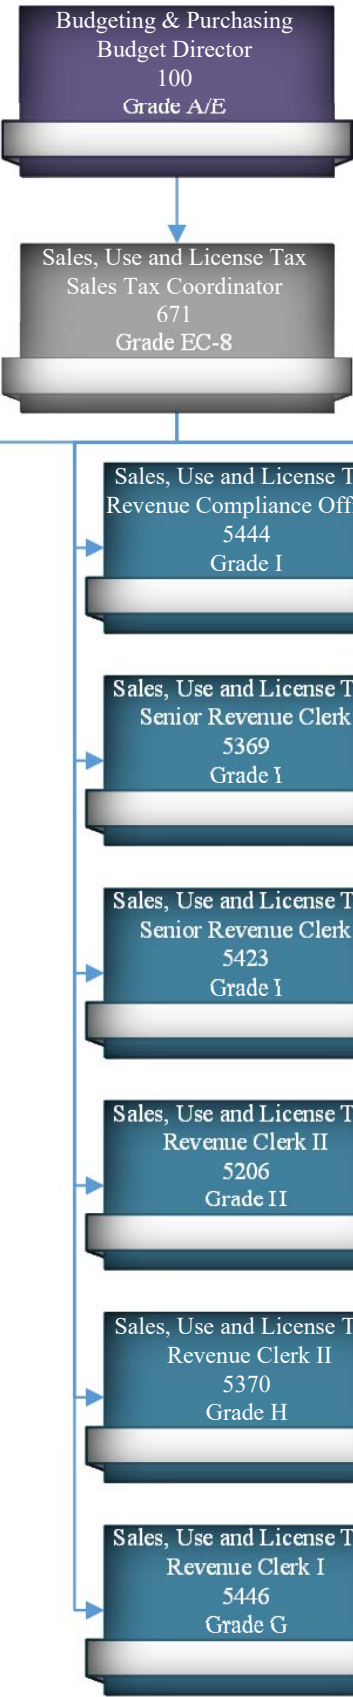 Budgeting & Purchasing
Budget Director
100
Grade A/E
Sales, Use and License Tax
Sales Tax Coordinator
671
Grade EC-8
Sales, Use and License T
Revenue Compliance Off
5444
Grade I
Sales, Use and License T
Senior Revenue Clerk
5369
Grade I
Sales, Use and License T
Senior Revenue Clerk
5423
Grade I
Sales, Use and License T
Revenue Clerk II
5206
Grade H
Sales, Use and License T
Revenue Clerk II
5370
Grade H
Sales, Use and License T
Revenue Clerk I
5446
Grade G